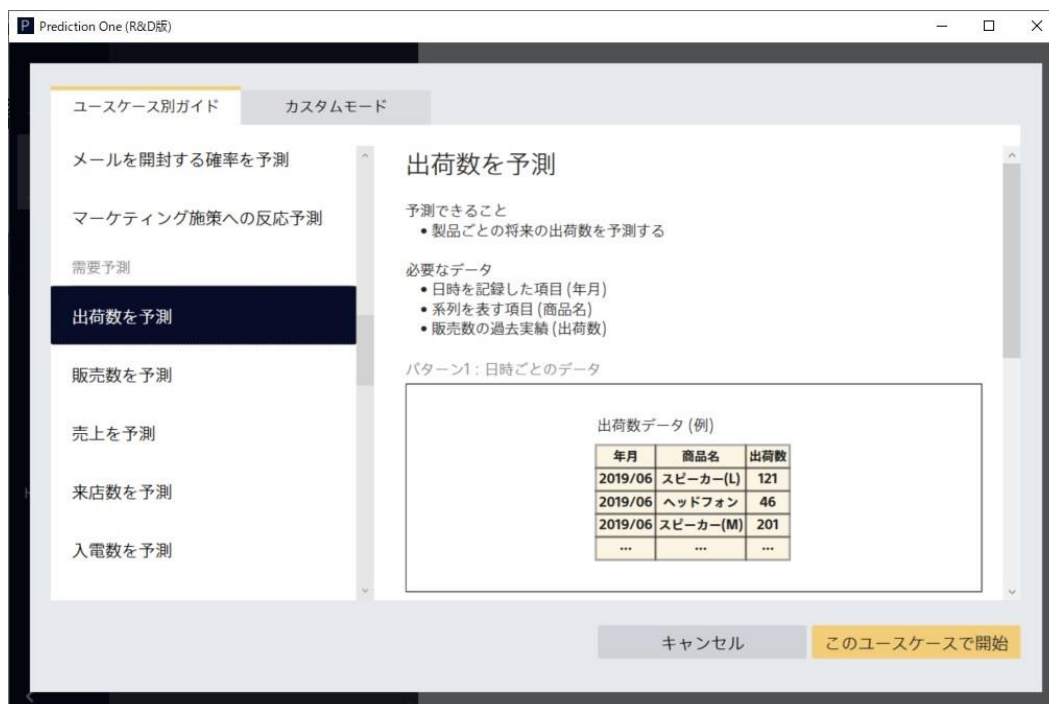 Prediction One (R&D版)
ユースケース別ガイド
カスタムモード
メールを開封する確率を予測
マーケティング施策への反応予測
需要予測
出荷数を予測
販売数を予測
売上を予測
来店数を予測
入電数を予測
出荷数を予測
予測できること
• 製品ごとの将来の出荷数を予測する
必要なデータ
• 日時を記録した項目 (年月)
• 系列を表す項目 (商品名)
• 販売数の過去実績 (出荷数)
パターン1 : 日時ごとのデータ
出荷数データ (例)
年月 商品名 出荷数
2019/06 スピーカー(L) 121
2019/06 ヘッドフォン 46
2019/06 スピーカー(M) 201
... ... ...
キャンセル
このユースケースで開始